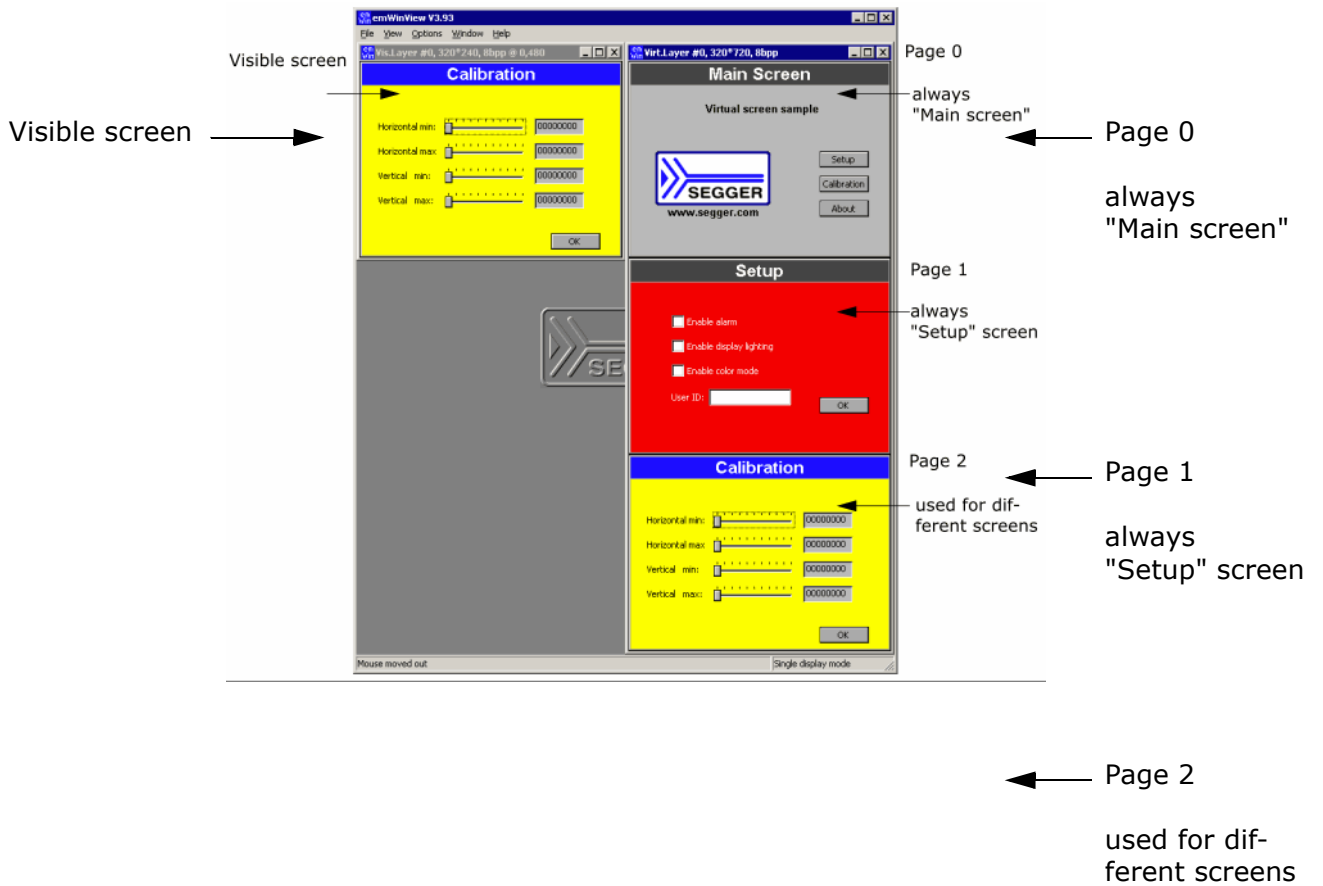 emWinView V3.93
File View Options Window Help
Visible screen
Vis.Layer #0, 320*240, 8bpp @ 0,480
Calibration
Horizontal min: 00000000
Horizontal max 00000000
Vertical min: 00000000
Vertical max: 00000000
OK
Virt.Layer #0, 320*720, 8bpp
Main Screen
Virtual screen sample
SEGGER
www.segger.com
Setup
Calibration
About
Page 0
always
"Main screen"
Setup
Enable alarm
Enable display lighting
Enable color mode
User ID:
OK
Page 1
always
"Setup" screen
Calibration
Horizontal min: 00000000
Horizontal max 00000000
Vertical min: 00000000
Vertical max: 00000000
OK
Page 2
used for dif-
ferent screens
SEG
Mouse moved out
Single display mode
Visible screen
Page 0
always
"Main screen"
Page 1
always
"Setup" screen
Page 2
used for dif-
ferent screens